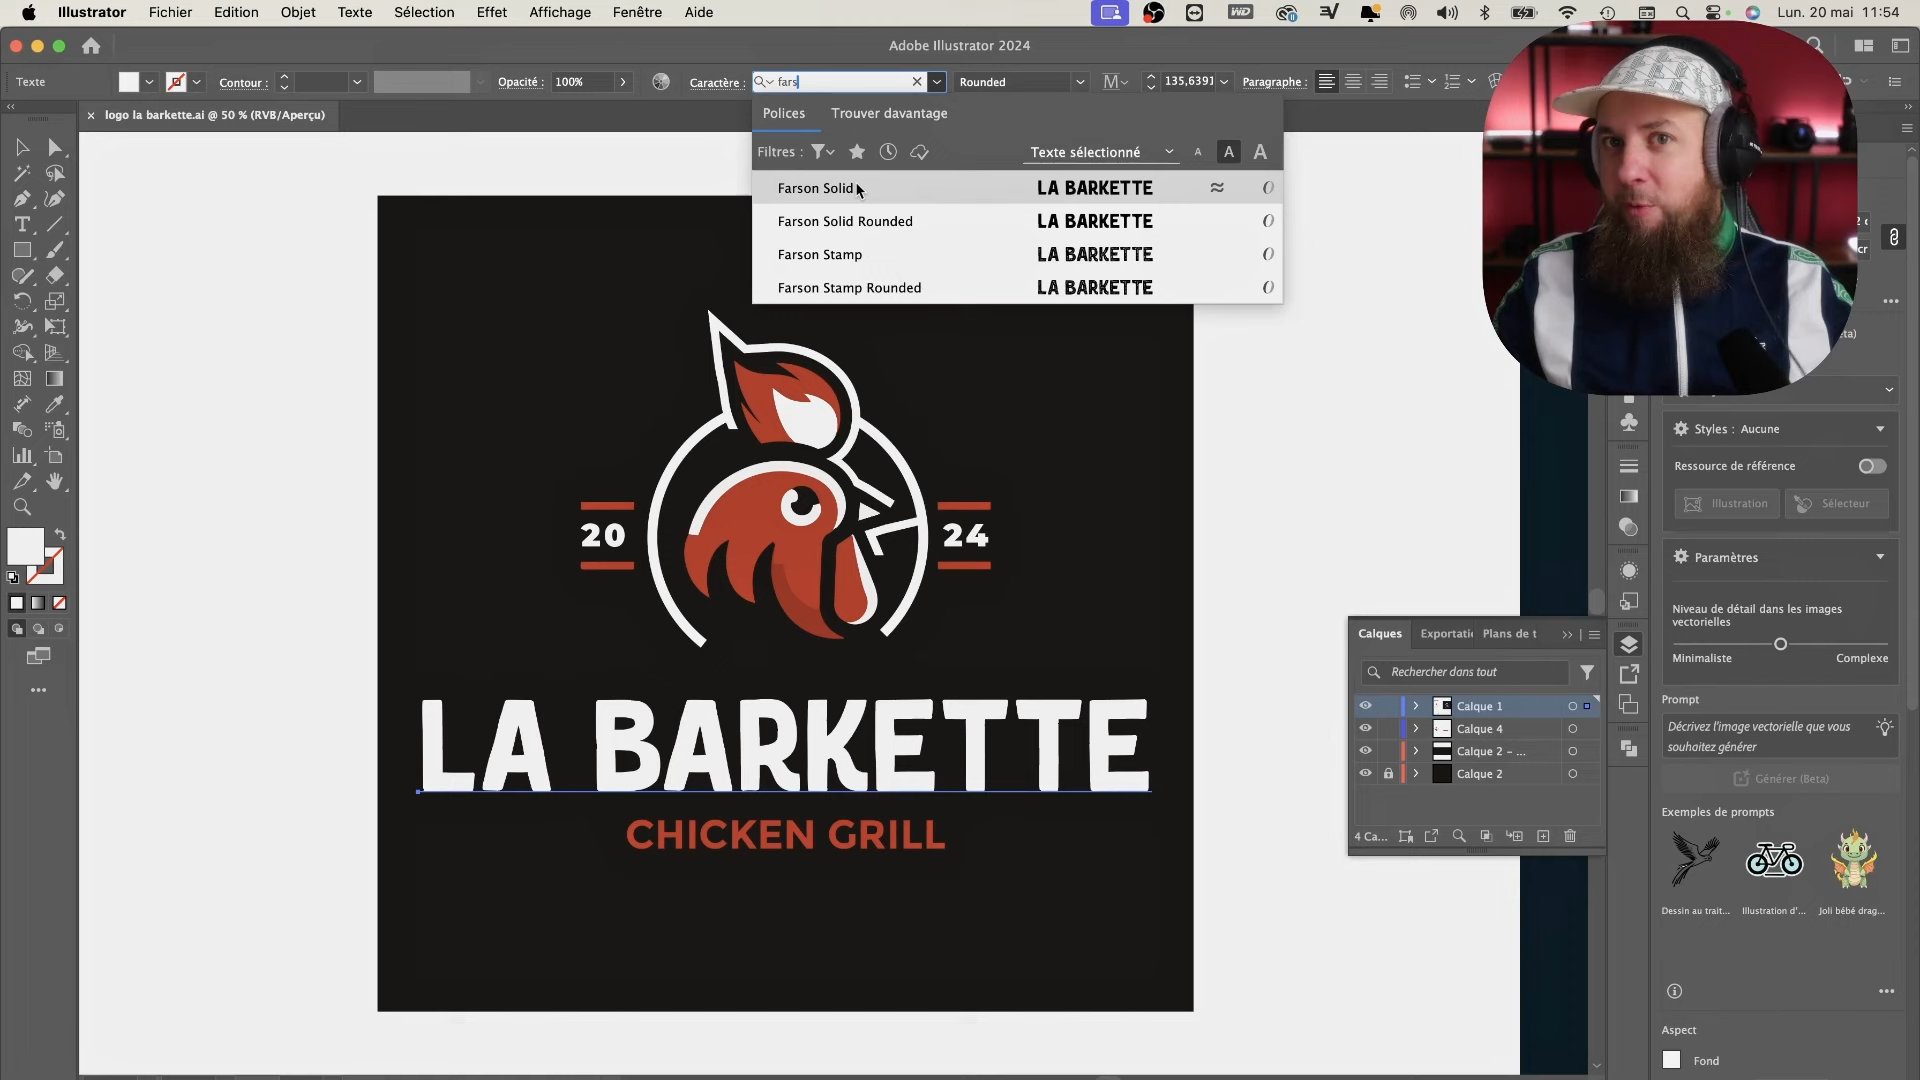 Illustrator Fichier Edition Objet Texte Sélection Effet Affichage Fenêtre Aide
WD
Lun. 20 mai 11:54
Adobe Illustrator 2024
Texte
Contour :
Opacité : 100%
Caractère : fars
Rounded
135,6391
Paragraphe :
logo la barkette.ai @ 50 % (RVB/Aperçu)
Polices Trouver davantage
Filtres :
Texte sélectionné
A A A
Farson Solid LA BARKETTE
Farson Solid Rounded LA BARKETTE
Farson Stamp LA BARKETTE
Farson Stamp Rounded LA BARKETTE
20
24
LA BARKETTE
CHICKEN GRILL
Calques Exportati Plans de t
Rechercher dans tout
Calque 1
Calque 4
Calque 2 - ...
Calque 2
4 Ca...
Styles : Aucune
Ressource de référence
Illustration Sélecteur
Paramètres
Niveau de détail dans les images
vectorielles
Minimaliste Complexe
Prompt
Décrivez l'image vectorielle que vous
souhaitez générer
Générer (Beta)
Exemples de prompts
Dessin au trait... Illustration d'... Joli bébé drag...
Aspect
Fond